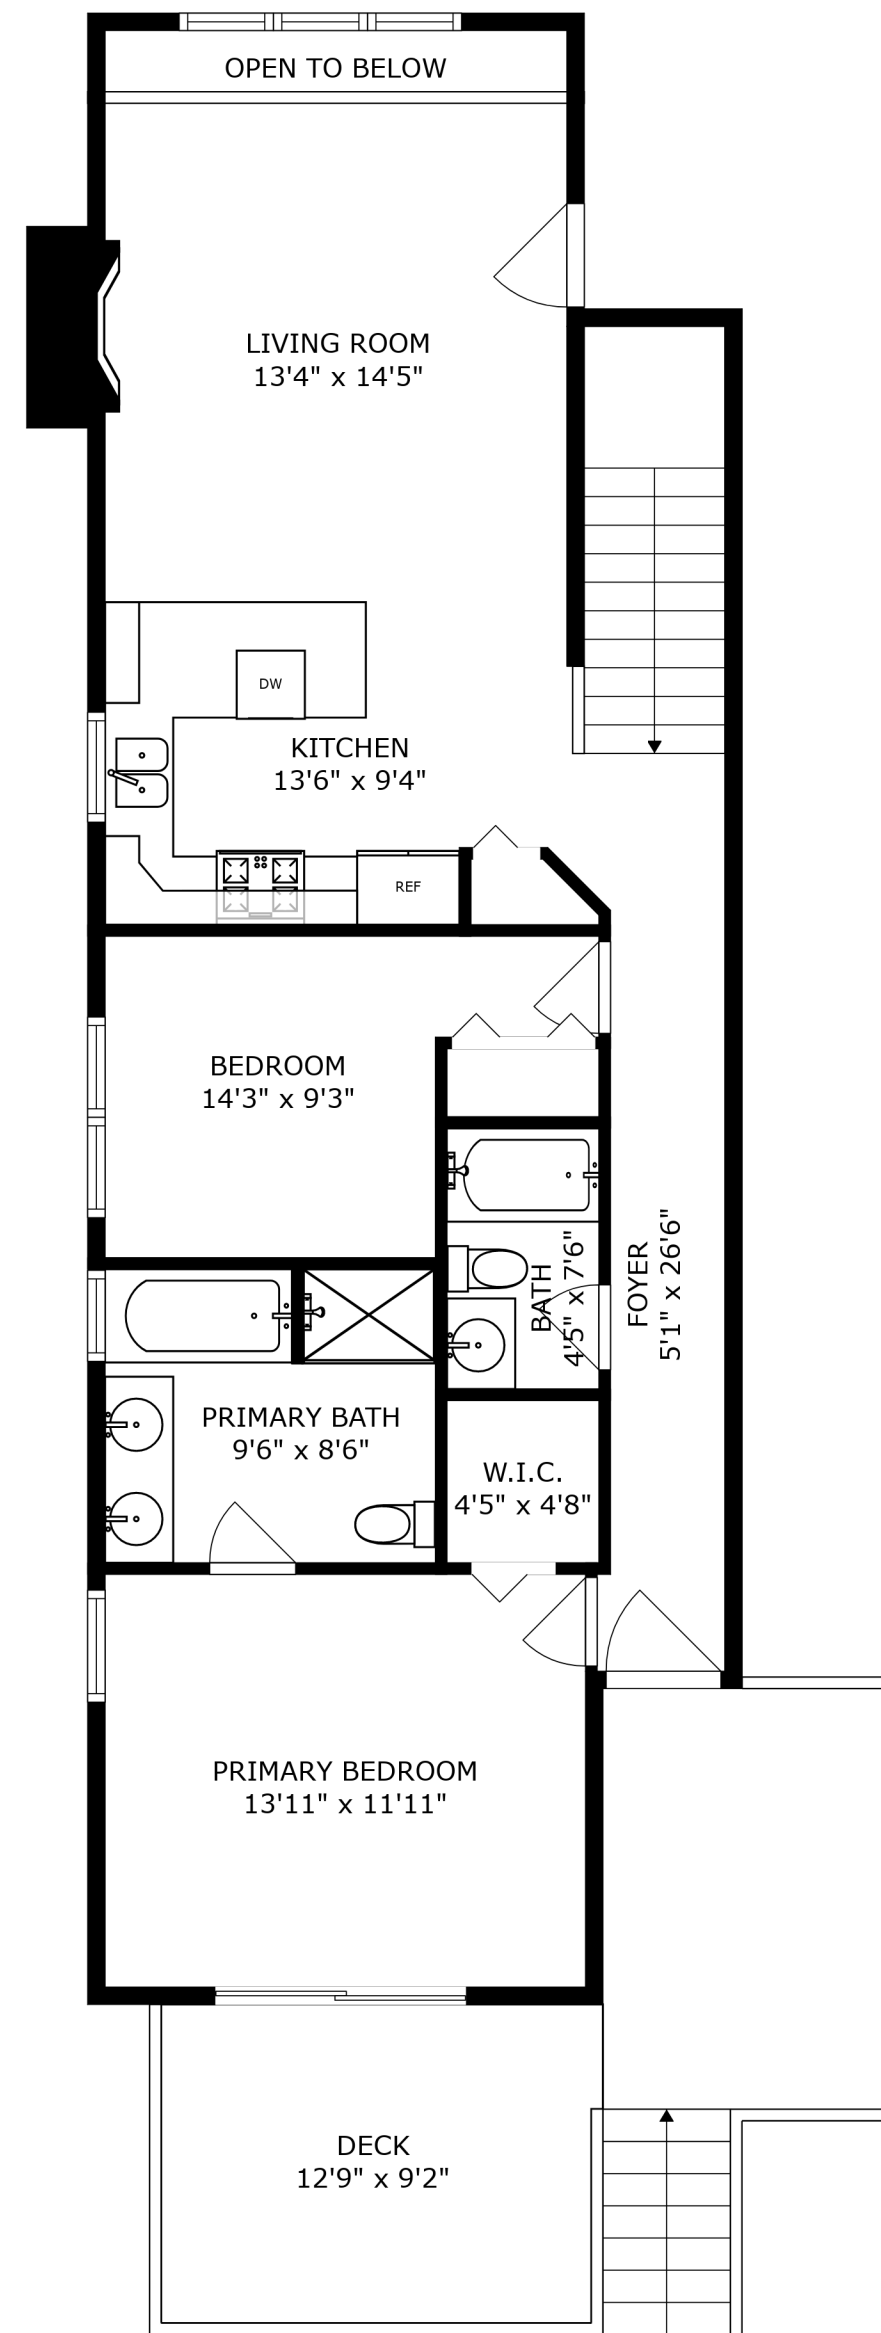 OPEN TO BELOW
LIVING ROOM
13'4" x 14'5"
DW
KITCHEN
13'6" x 9'4"
REF
BEDROOM
14'3" x 9'3"
BATH
4'5" x 7'6"
FOYER
5'1" x 26'6"
PRIMARY BATH
9'6" x 8'6"
W.I.C.
4'5" x 4'8"
PRIMARY BEDROOM
13'11" x 11'11"
DECK
12'9" x 9'2"